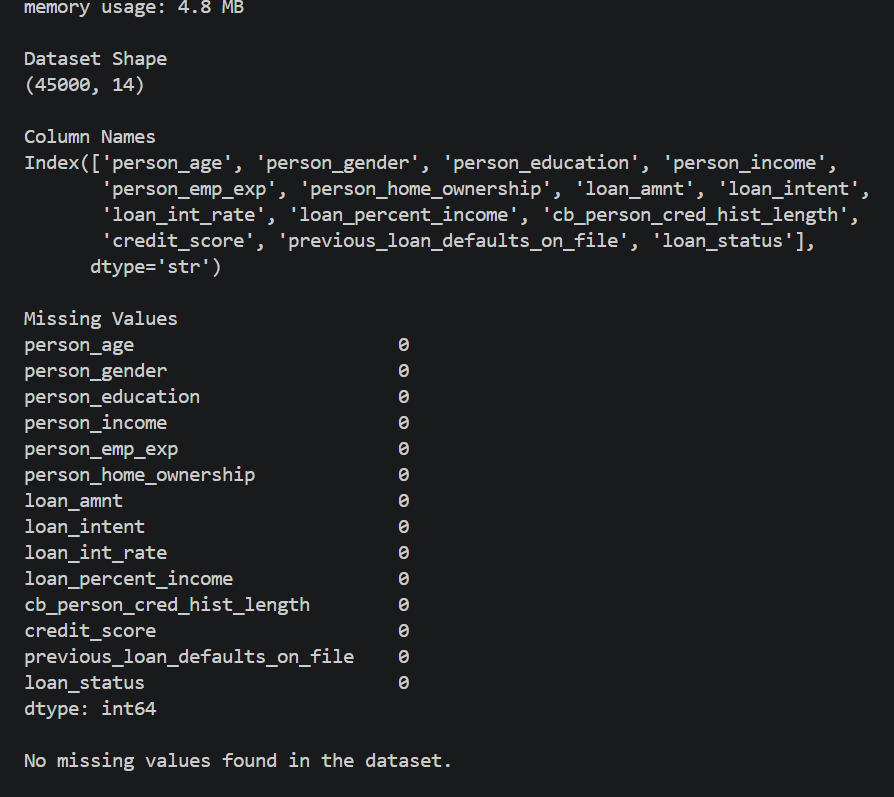 memory usage: 4.8 MB
Dataset Shape
(45000, 14)
Column Names
Index(['person_age', 'person_gender', 'person_education', 'person_income',
'person_emp_exp', 'person_home_ownership', 'loan_amnt', 'loan_intent',
'loan_int_rate', 'loan_percent_income', 'cb_person_cred_hist_length',
'credit_score', 'previous_loan_defaults_on_file', 'loan_status'],
dtype='str')
Missing Values
person_age 0
person_gender 0
person_education 0
person_income 0
person_emp_exp 0
person_home_ownership 0
loan_amnt 0
loan_intent 0
loan_int_rate 0
loan_percent_income 0
cb_person_cred_hist_length 0
credit_score 0
previous_loan_defaults_on_file 0
loan_status 0
dtype: int64
No missing values found in the dataset.